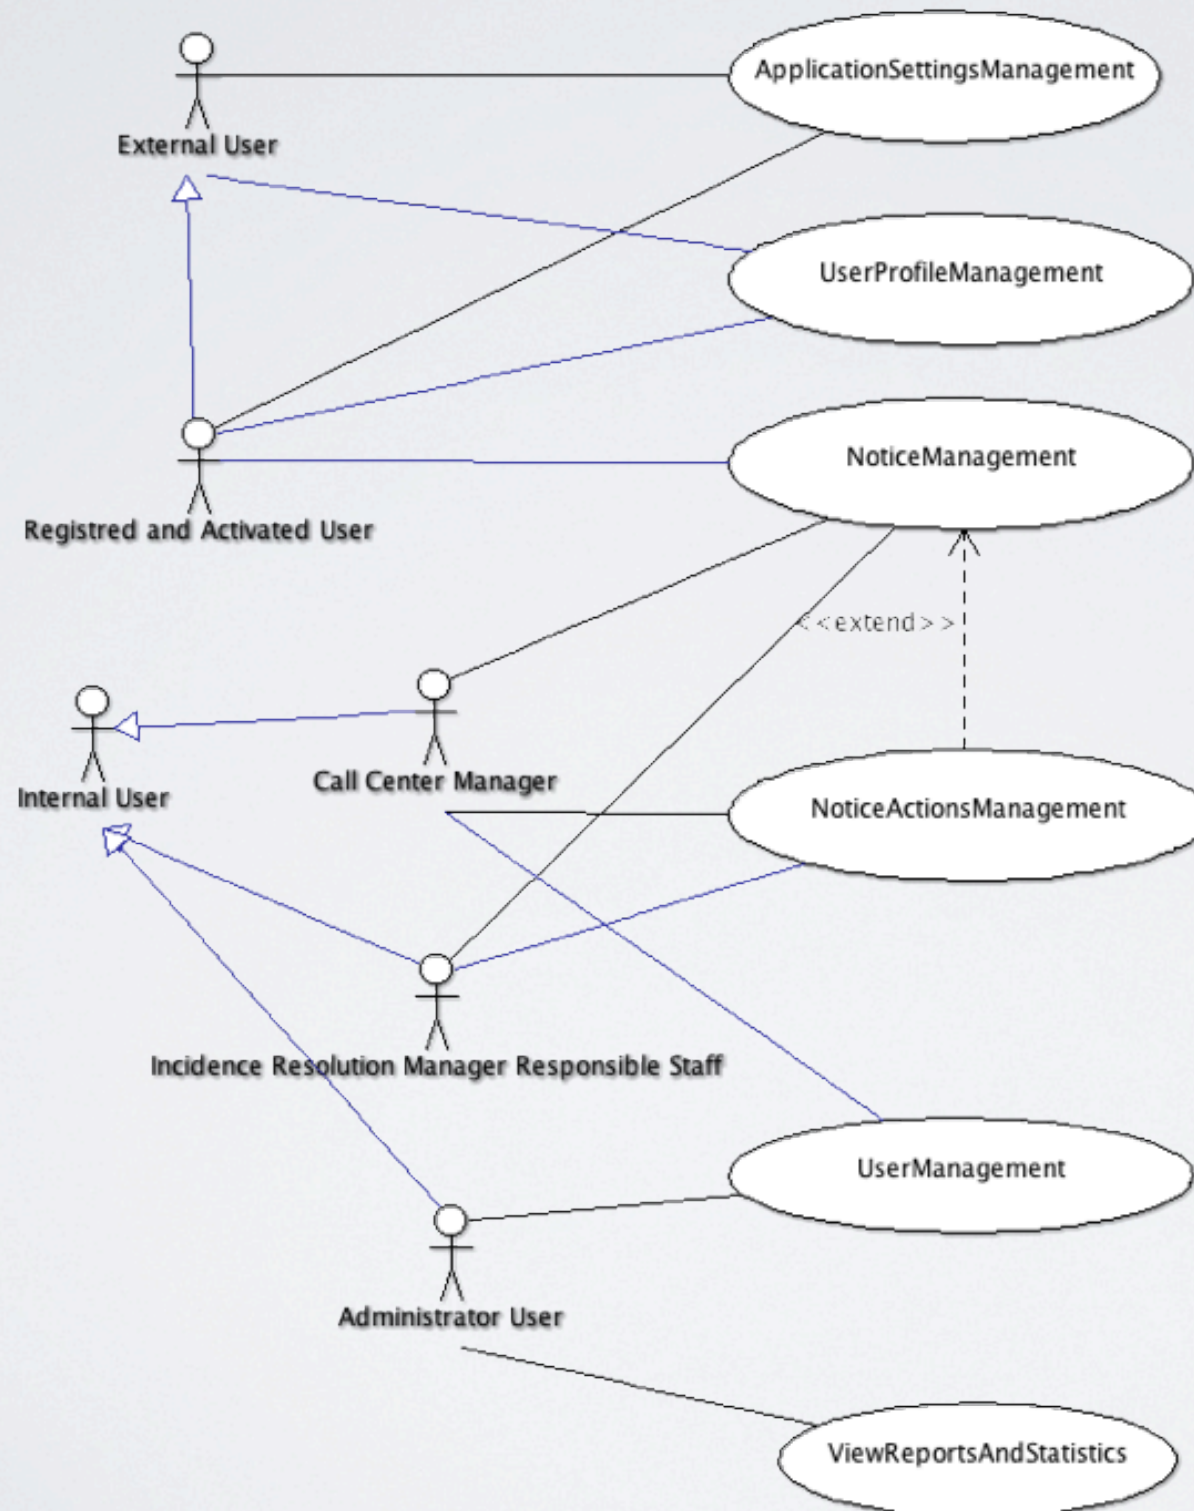 ApplicationSettingsManagement
External User
UserProfileManagement
NoticeManagement
Registred and Activated User
<<extend>>
Call Center Manager
Internal User
NoticeActionsManagement
Incidence Resolution Manager Responsible Staff
UserManagement
Administrator User
ViewReportsAndStatistics